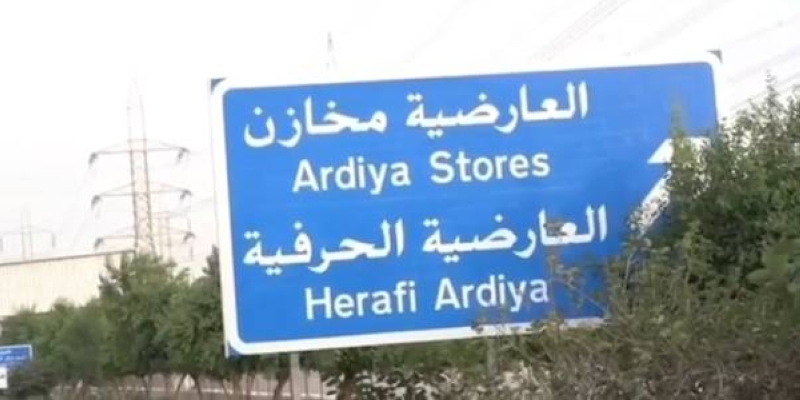 العارضية مخازن
Ardiya Stores
العارضية الحرفية
Herafi Ardiya